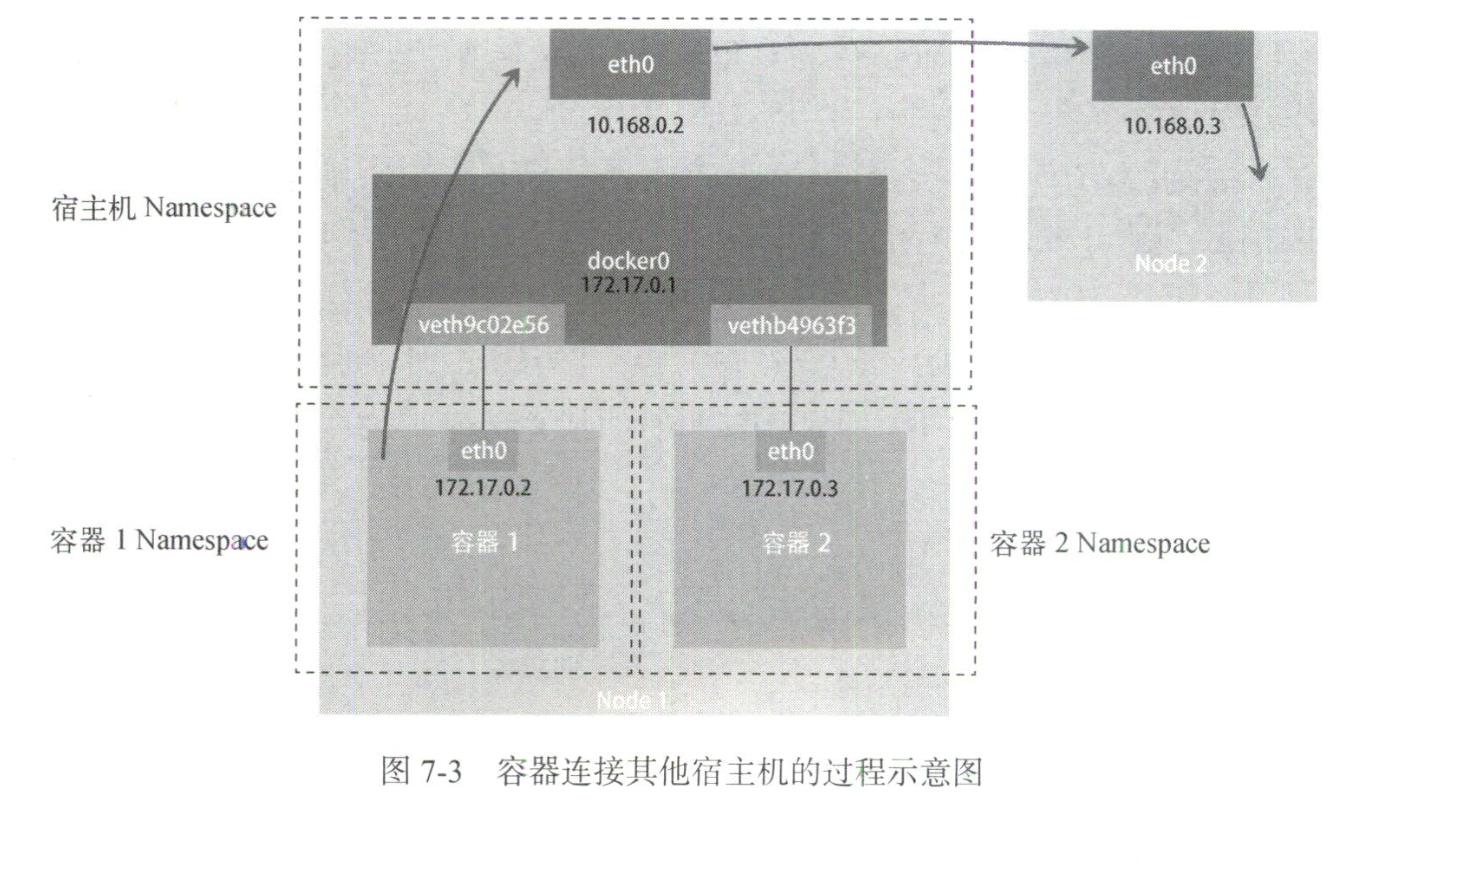 eth0
10.168.0.2
eth0
10.168.0.3
宿主机 Namespace
docker0
172.17.0.1
Node 2
veth9c02e56
vethb4963f3
eth0
172.17.0.2
eth0
172.17.0.3
容器 1 Namespace
容器 1
容器 2
容器 2 Namespace
Node 1
图 7-3 容器连接其他宿主机的过程示意图